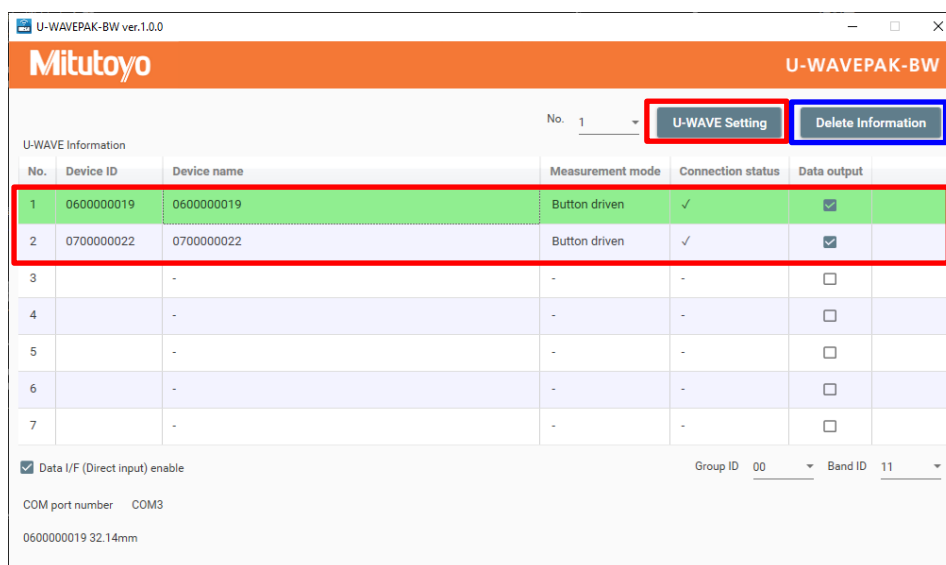 U-WAVEPAK-BW ver.1.0.0
Mitutoyo
U-WAVEPAK-BW
No. 1 U-WAVE Setting Delete Information
U-WAVE Information
No. Device ID Device name Measurement mode Connection status Data output
1 0600000019 0600000019 Button driven ✓
2 0700000022 0700000022 Button driven ✓
3 - - -
4 - - -
5 - - -
6 - - -
7 - - -
Data I/F (Direct input) enable Group ID 00 Band ID 11
COM port number COM3
0600000019 32.14mm